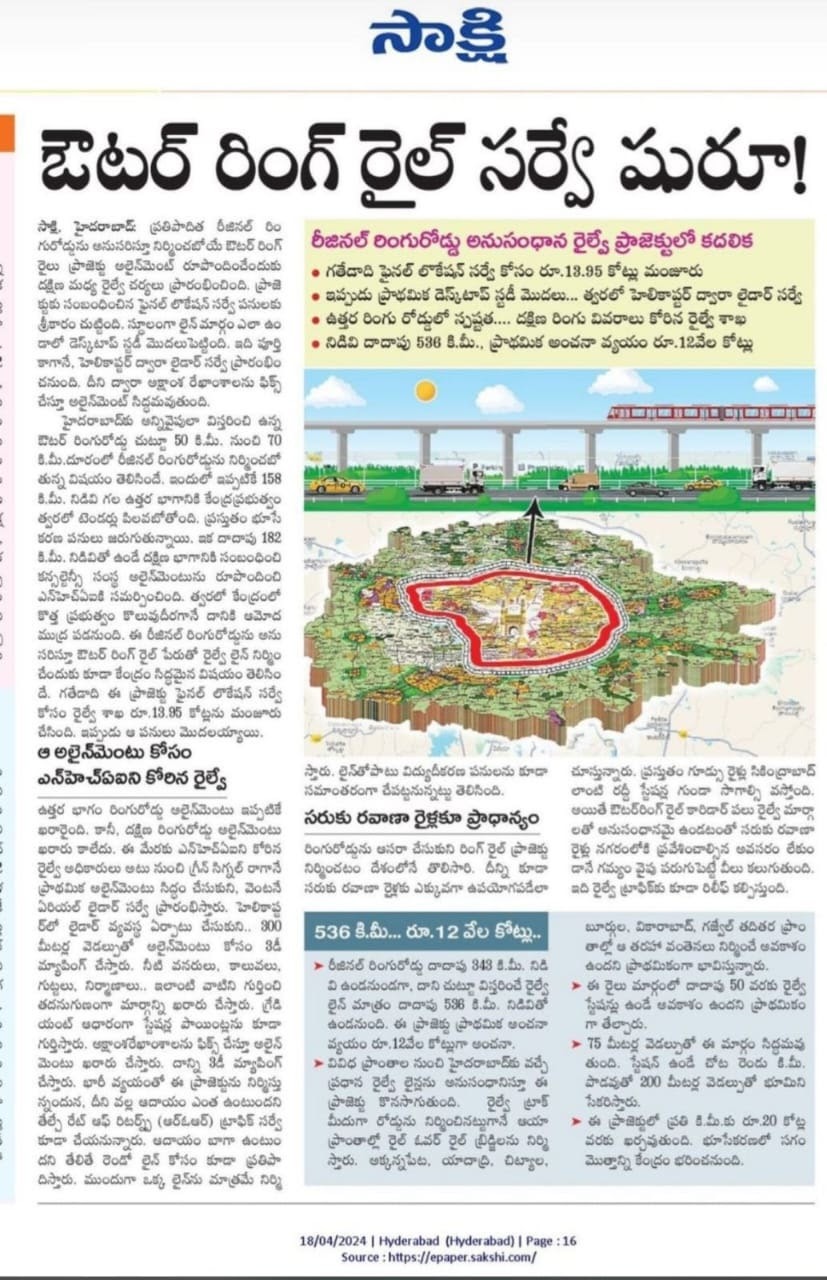 సాక్షి
ఔటర్ రింగ్ రైల్ సర్వే షురూ!
సాక్షి, హైదరాబాద్: ప్రతిపాదిత రీజినల్ రిం
గురోడ్డును అనుసరిస్తూ నిర్మించబోయే ఔటర్ రింగ్
రైలు ప్రాజెక్టు అలైన్‌మెంట్ రూపొందించేందుకు
దక్షిణ మధ్య రైల్వే చర్యలు ప్రారంభించింది. ప్రాజె
క్టుకు సంబంధించిన ఫైనల్ లొకేషన్ సర్వే పనులకు
శ్రీకారం చుట్టింది. స్థూలంగా లైన్ మార్గం ఎలా ఉం
డాలో డెస్క్‌టాప్ స్టడీ మొదలుపెట్టింది. ఇది పూర్తి
కాగానే, హెలికాప్టర్ ద్వారా లైడార్ సర్వే ప్రారంభిం
చనుంది. దీని ద్వారా అక్షాంశ రేఖాంశాలను ఫిక్స్
చేస్తూ అలైన్‌మెంట్ సిద్ధమవుతుంది.
హైదరాబాద్‌కు అన్నివైపులా విస్తరించి ఉన్న
ఔటర్ రింగురోడ్డు చుట్టూ 50 కి.మీ. నుంచి 70
కి.మీ.దూరంలో రీజినల్ రింగురోడ్డును నిర్మించబో
తున్న విషయం తెలిసిందే. ఇందులో ఇప్పటికే 158
కి.మీ. నిడివి గల ఉత్తర భాగానికి కేంద్రప్రభుత్వం
త్వరలో టెండర్లు పిలవబోతోంది. ప్రస్తుతం భూసే
కరణ పనులు జరుగుతున్నాయి. ఇక దాదాపు 182
కి.మీ. నిడివితో ఉండే దక్షిణ భాగానికి సంబంధించి
కన్సల్టెన్సీ సంస్థ అలైన్‌మెంటును రూపొందించి
ఎన్‌హెచ్‌ఏఐకి సమర్పించింది. త్వరలో కేంద్రంలో
కొత్త ప్రభుత్వం కొలువుదీరగానే దానికి ఆమోద
ముద్ర పడనుంది. ఈ రీజినల్ రింగురోడ్డును అను
సరిస్తూ ఔటర్ రింగ్ రైల్ పేరుతో రైల్వే లైన్ నిర్మిం
చేందుకు కూడా కేంద్రం సిద్ధమైన విషయం తెలిసిం
దే. గతేడాది ఈ ప్రాజెక్టు ఫైనల్ లొకేషన్ సర్వే
కోసం రైల్వే శాఖ రూ.13.95 కోట్లను మంజూరు
చేసింది. ఇప్పుడు ఆ పనులు మొదలయ్యాయి.
ఆ అలైన్‌మెంటు కోసం
ఎన్‌హెచ్‌ఏఐని కోరిన రైల్వే
ఉత్తర భాగం రింగురోడ్డు అలైన్‌మెంటు ఇప్పటికే
ఖరారైంది. కానీ, దక్షిణ రింగురోడ్డు అలైన్‌మెంటు
ఖరారు కాలేదు. ఈ మేరకు ఎన్‌హెచ్‌ఏఐని కోరిన
రైల్వే అధికారులు అటు నుంచి గ్రీన్ సిగ్నల్ రాగానే
ప్రాథమిక అలైన్‌మెంటు సిద్ధం చేసుకుని, వెంటనే
ఏరియల్ లైడార్ సర్వే ప్రారంభిస్తారు. హెలికాప్ట
ర్‌లో లైడార్ వ్యవస్థ ఏర్పాటు చేసుకుని.. 300
మీటర్ల వెడల్పుతో అలైన్‌మెంటు కోసం 3డీ
మ్యాపింగ్ చేస్తారు. నీటి వనరులు, కాలువలు,
గుట్టలు, నిర్మాణాలు.. ఇలాంటి వాటిని గుర్తించి
తదనుగుణంగా మార్గాన్ని ఖరారు చేస్తారు. గ్రేడి
యంట్ ఆధారంగా స్టేషన్ల పాయింట్లను కూడా
గుర్తిస్తారు. అక్షాంశరేఖాంశాలను ఫిక్స్ చేస్తూ అలైన్
మెంటు ఖరారు చేస్తారు. దాన్ని 3డీ మ్యాపింగ్
చేస్తారు. భారీ వ్యయంతో ఈ ప్రాజెక్టును నిర్మిస్తు
న్నందున, దీని వల్ల ఆదాయం ఎంత ఉంటుందని
తేల్చే రేట్ ఆఫ్ రిటర్న్స్ (ఆర్‌ఓఆర్) ట్రాఫిక్ సర్వే
కూడా చేయనున్నారు. ఆదాయం బాగా ఉంటుం
దని తేలితే రెండో లైన్ కోసం కూడా ప్రతిపా
దిస్తారు. ముందుగా ఒక్క లైన్‌ను మాత్రమే నిర్మి
రీజినల్ రింగురోడ్డు అనుసంధాన రైల్వే ప్రాజెక్టులో కదలిక
• గతేడాది ఫైనల్ లొకేషన్ సర్వే కోసం రూ.13.95 కోట్లు మంజూరు
• ఇప్పుడు ప్రాథమిక డెస్క్‌టాప్ స్టడీ మొదలు... త్వరలో హెలికాప్టర్ ద్వారా లైడార్ సర్వే
• ఉత్తర రింగు రోడ్డులో స్పష్టత.... దక్షిణ రింగు వివరాలు కోరిన రైల్వే శాఖ
• నిడివి దాదాపు 536 కి.మీ., ప్రాథమిక అంచనా వ్యయం రూ.12వేల కోట్లు
స్తారు. లైన్‌తోపాటు విద్యుదీకరణ పనులను కూడా
సమాంతరంగా చేపట్టనున్నట్టు తెలిసింది.
సరుకు రవాణా రైళ్లకూ ప్రాధాన్యం
రింగురోడ్డును ఆసరా చేసుకుని రింగ్ రైల్ ప్రాజెక్టు
నిర్మించటం దేశంలోనే తొలిసారి. దీన్ని కూడా
సరుకు రవాణా రైళ్లకు ఎక్కువగా ఉపయోగపడేలా
చూస్తున్నారు. ప్రస్తుతం గూడ్సు రైళ్లు సికింద్రాబాద్
లాంటి రద్దీ స్టేషన్ల గుండా సాగాల్సి వస్తోంది.
అయితే ఔటర్‌రింగ్ రైల్ కారిడార్ పలు రైల్వే మార్గా
లతో అనుసంధానమై ఉండటంతో సరుకు రవాణా
రైళ్లు నగరంలోకి ప్రవేశించాల్సిన అవసరం లేకుం
డానే గమ్యం వైపు పరుగుపెట్టే వీలు కలుగుతుంది.
ఇది రైల్వే ట్రాఫిక్‌కు కూడా రిలీఫ్ కల్పిస్తుంది.
536 కి.మీ... రూ.12 వేల కోట్లు..
➤ రీజినల్ రింగురోడ్డు దాదాపు 343 కి.మీ. నిడి
వి ఉండనుండగా, దాని చుట్టూ విస్తరించే రైల్వే
లైన్ మాత్రం దాదాపు 536 కి.మీ. నిడివితో
ఉండనుంది. ఈ ప్రాజెక్టు ప్రాథమిక అంచనా
వ్యయం రూ.12వేల కోట్లుగా అంచనా.
➤ వివిధ ప్రాంతాల నుంచి హైదరాబాద్‌కు వచ్చే
ప్రధాన రైల్వే లైన్లను అనుసంధానిస్తూ ఈ
ప్రాజెక్టు కొనసాగుతుంది. రైల్వే ట్రాక్
మీదుగా రోడ్డును నిర్మించినట్టుగానే ఆయా
ప్రాంతాల్లో రైల్ ఓవర్ రైల్ బ్రిడ్జిలను నిర్మి
స్తారు. అక్కన్నపేట, యాదాద్రి, చిట్యాల,
బూర్గుల, వికారాబాద్, గజ్వేల్ తదితర ప్రాం
తాల్లో ఆ తరహా వంతెనలు నిర్మించే అవకాశం
ఉందని ప్రాథమికంగా భావిస్తున్నారు.
➤ ఈ రైలు మార్గంలో దాదాపు 50 వరకు రైల్వే
స్టేషన్లు ఉండే అవకాశం ఉందని ప్రాథమికం
గా తేల్చారు.
➤ 75 మీటర్ల వెడల్పుతో ఈ మార్గం సిద్ధమవు
తుంది. స్టేషన్ ఉండే చోట రెండు కి.మీ.
పొడవుతో 200 మీటర్ల వెడల్పుతో భూమిని
సేకరిస్తారు.
➤ ఈ ప్రాజెక్టులో ప్రతి కి.మీ.కు రూ.20 కోట్ల
వరకు ఖర్చవుతుంది. భూసేకరణలో సగం
మొత్తాన్ని కేంద్రం భరించనుంది.
18/04/2024 | Hyderabad (Hyderabad) | Page : 16
Source : https://epaper.sakshi.com/